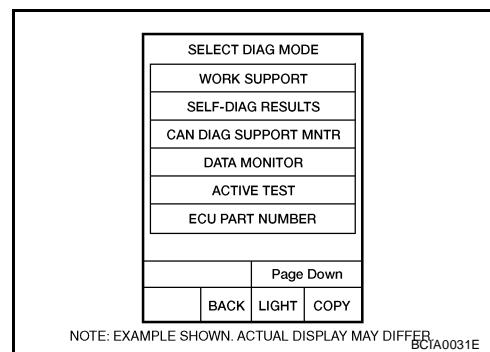 SELECT DIAG MODE
WORK SUPPORT
SELF-DIAG RESULTS
CAN DIAG SUPPORT MNTR
DATA MONITOR
ACTIVE TEST
ECU PART NUMBER
Page Down
BACK LIGHT COPY
NOTE: EXAMPLE SHOWN. ACTUAL DISPLAY MAY DIFFER.
BCIA0031E